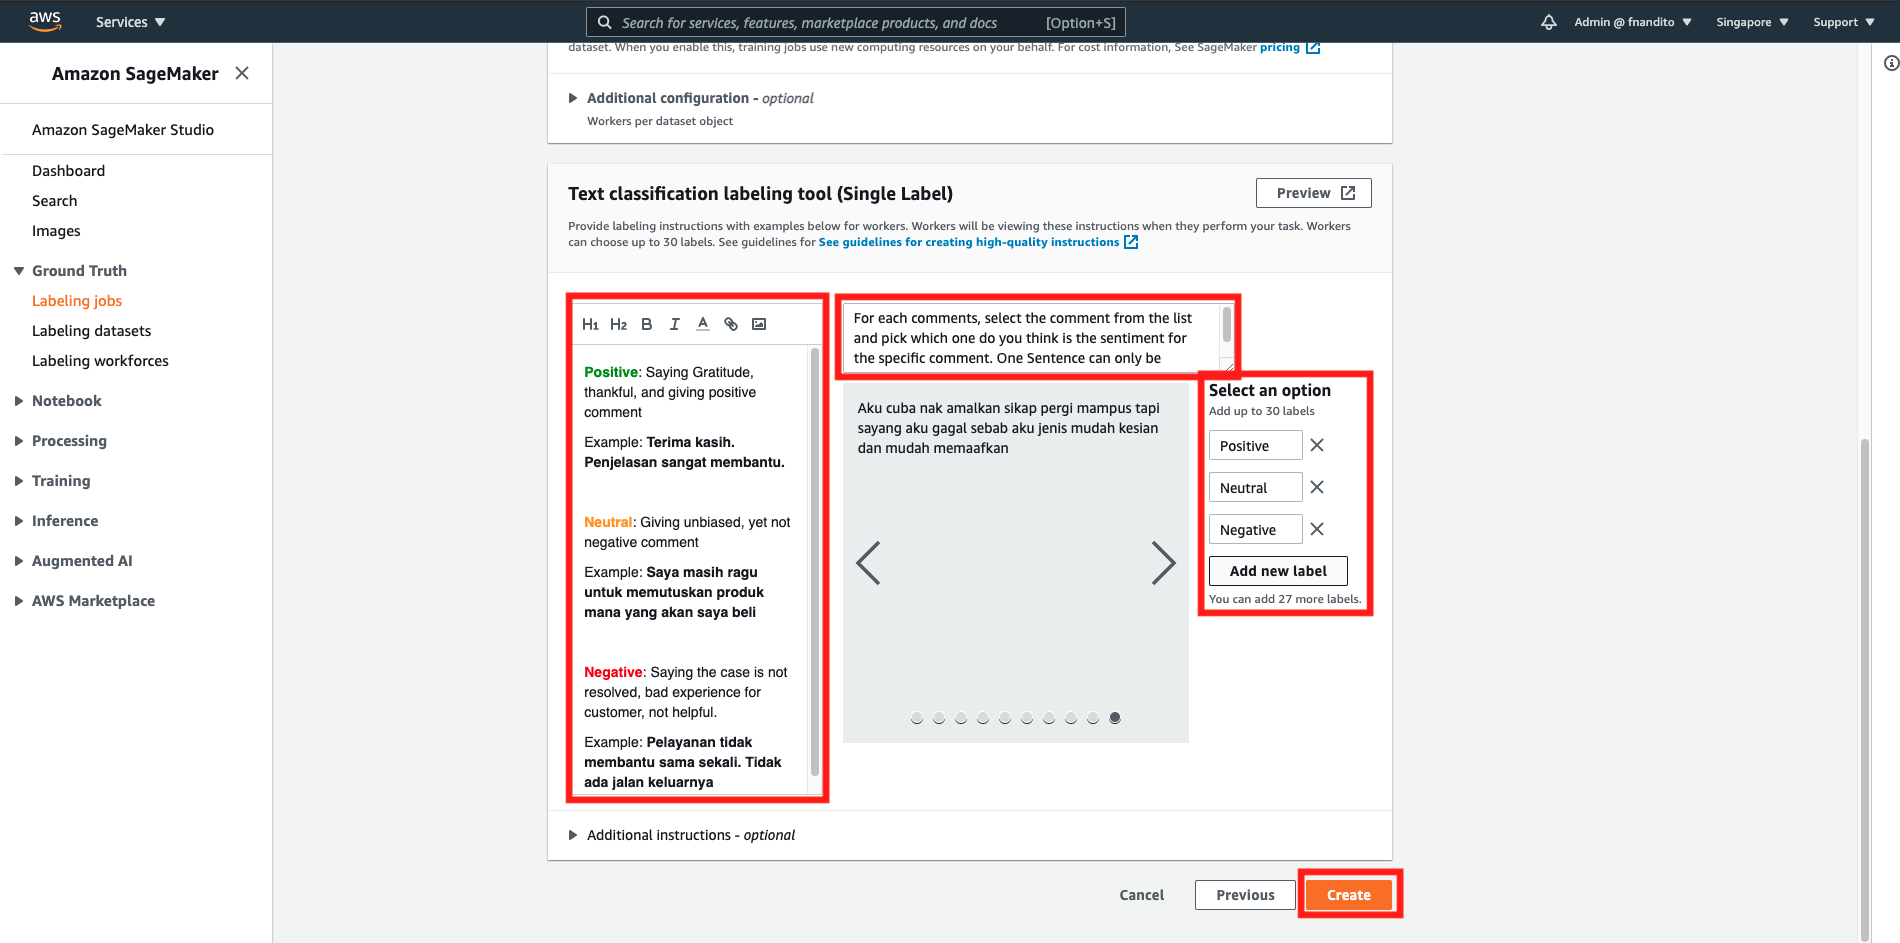 aws
Services
Search for services, features, marketplace products, and docs
[Option+S]
Admin @ fnandito
Singapore
Support
Amazon SageMaker
Amazon SageMaker Studio
Dashboard
Search
Images
Ground Truth
Labeling jobs
Labeling datasets
Labeling workforces
Notebook
Processing
Training
Inference
Augmented AI
AWS Marketplace
dataset. When you enable this, training jobs use new computing resources on your behalf. For cost information, See SageMaker pricing
Additional configuration - optional
Workers per dataset object
Text classification labeling tool (Single Label)
Preview
Provide labeling instructions with examples below for workers. Workers will be viewing these instructions when they perform your task. Workers
can choose up to 30 labels. See guidelines for See guidelines for creating high-quality instructions
H1 H2 B I A
Positive: Saying Gratitude,
thankful, and giving positive
comment
Example: Terima kasih.
Penjelasan sangat membantu.
Neutral: Giving unbiased, yet not
negative comment
Example: Saya masih ragu
untuk memutuskan produk
mana yang akan saya beli
Negative: Saying the case is not
resolved, bad experience for
customer, not helpful.
Example: Pelayanan tidak
membantu sama sekali. Tidak
ada jalan keluarnya
For each comments, select the comment from the list
and pick which one do you think is the sentiment for
the specific comment. One Sentence can only be
Aku cuba nak amalkan sikap pergi mampus tapi
sayang aku gagal sebab aku jenis mudah kesian
dan mudah memaafkan
Select an option
Add up to 30 labels
Positive
Neutral
Negative
Add new label
You can add 27 more labels.
Additional instructions - optional
Cancel
Previous
Create